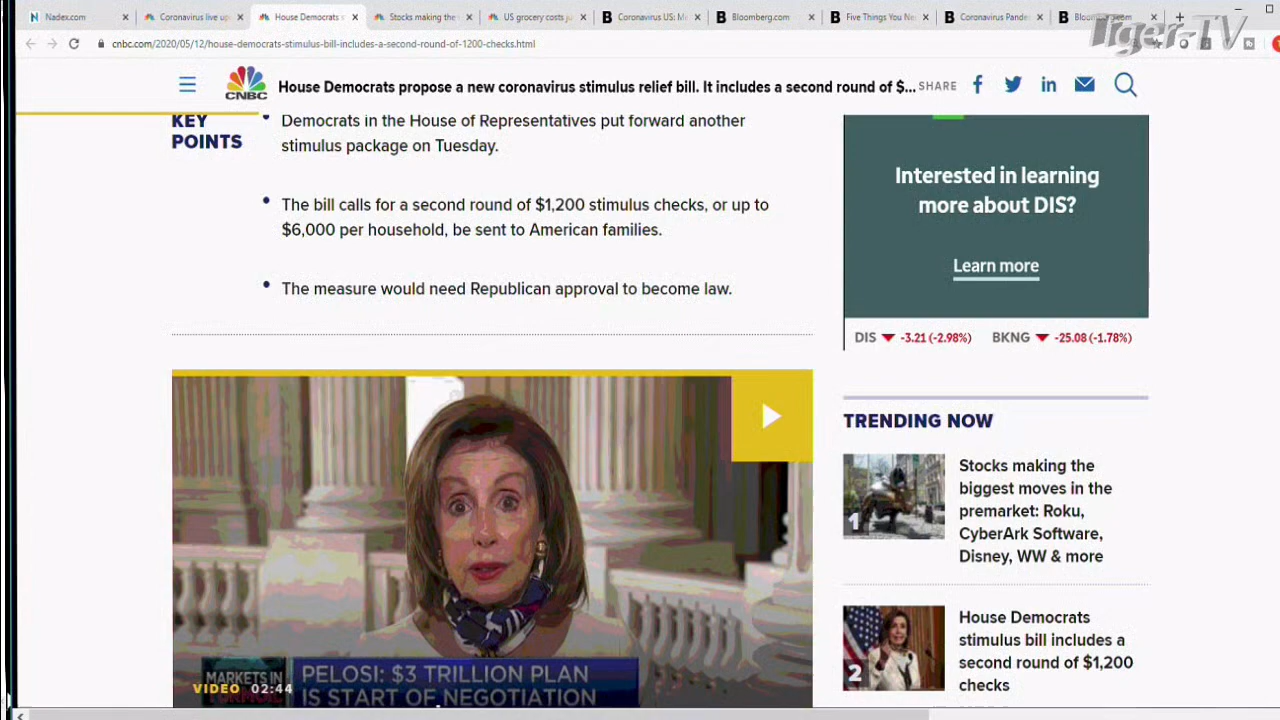 Nadex.com
Coronavirus live up
House Democrats s
Stocks making the
US grocery costs ju
Coronavirus US: M
Bloomberg.com
Five Things You Ne
Coronavirus Pande
Bloomberg.com
Tiger-TV
cnbc.com/2020/05/12/house-democrats-stimulus-bill-includes-a-second-round-of-1200-checks.html
CNBC
House Democrats propose a new coronavirus stimulus relief bill. It includes a second round of $...
SHARE
KEY
POINTS
Democrats in the House of Representatives put forward another
stimulus package on Tuesday.
The bill calls for a second round of $1,200 stimulus checks, or up to
$6,000 per household, be sent to American families.
The measure would need Republican approval to become law.
PELOSI: $3 TRILLION PLAN
IS START OF NEGOTIATION
MARKETS IN
TURMOIL
VIDEO 02:44
Interested in learning
more about DIS?
Learn more
DIS -3.21 (-2.98%) BKNG -25.08 (-1.78%)
TRENDING NOW
1
Stocks making the
biggest moves in the
premarket: Roku,
CyberArk Software,
Disney, WW & more
2
House Democrats
stimulus bill includes a
second round of $1,200
checks